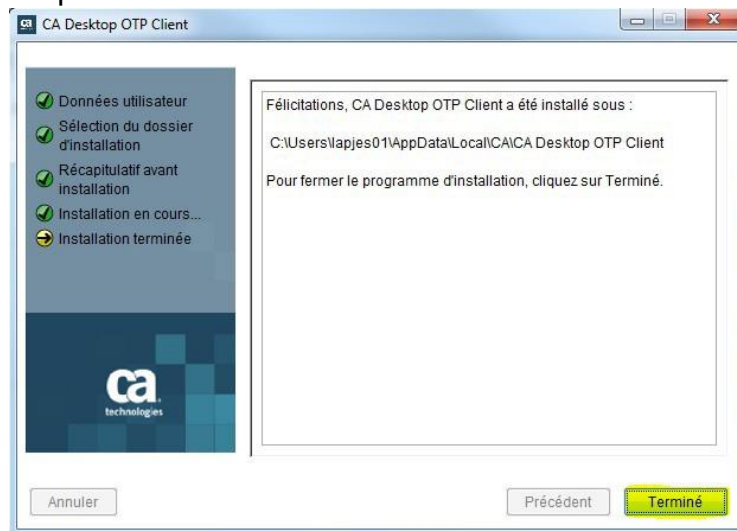 CA Desktop OTP Client
Données utilisateur
Sélection du dossier
d'installation
Récapitulatif avant
installation
Installation en cours...
Installation terminée
Félicitations, CA Desktop OTP Client a été installé sous :
C:\Users\lapjes01\AppData\Local\CA\CA Desktop OTP Client
Pour fermer le programme d'installation, cliquez sur Terminé.
ca
technologies
Annuler
Précédent
Terminé